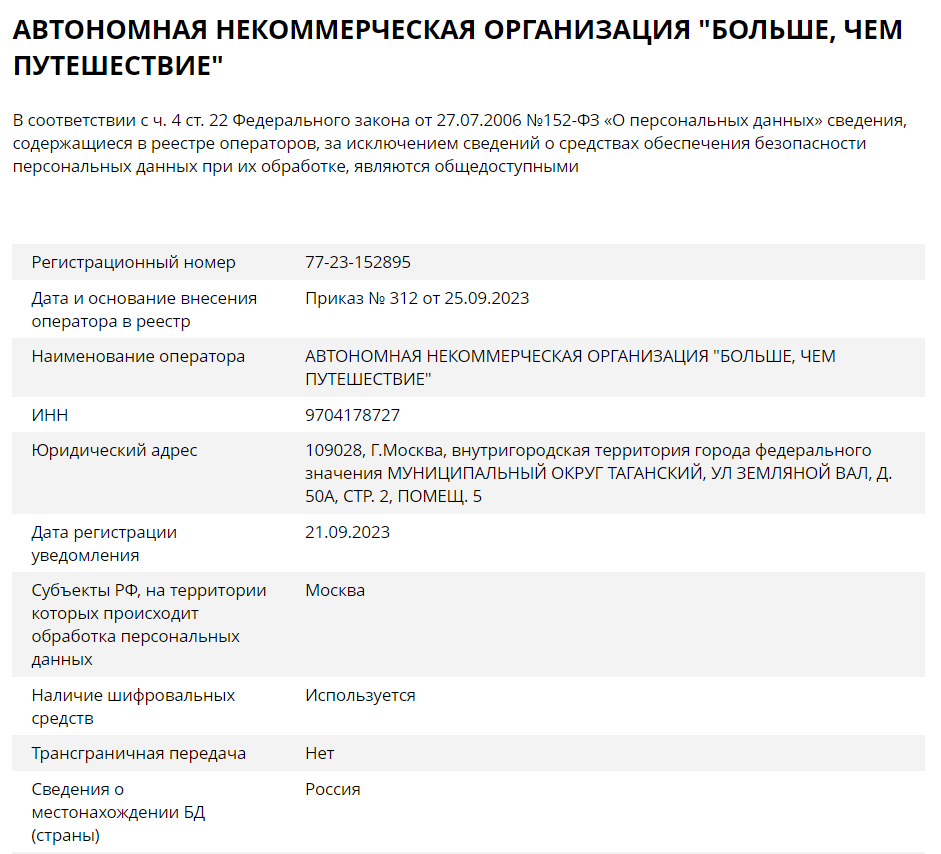 АВТОНОМНАЯ НЕКОММЕРЧЕСКАЯ ОРГАНИЗАЦИЯ "БОЛЬШЕ, ЧЕМ
ПУТЕШЕСТВИЕ"
В соответствии с ч. 4 ст. 22 Федерального закона от 27.07.2006 №152-ФЗ «О персональных данных» сведения,
содержащиеся в реестре операторов, за исключением сведений о средствах обеспечения безопасности
персональных данных при их обработке, являются общедоступными
Регистрационный номер 77-23-152895
Дата и основание внесения Приказ № 312 от 25.09.2023
оператора в реестр
Наименование оператора АВТОНОМНАЯ НЕКОММЕРЧЕСКАЯ ОРГАНИЗАЦИЯ "БОЛЬШЕ, ЧЕМ
ПУТЕШЕСТВИЕ"
ИНН 9704178727
Юридический адрес 109028, Г.Москва, внутригородская территория города федерального
значения МУНИЦИПАЛЬНЫЙ ОКРУГ ТАГАНСКИЙ, УЛ ЗЕМЛЯНОЙ ВАЛ, Д.
50А, СТР. 2, ПОМЕЩ. 5
Дата регистрации 21.09.2023
уведомления
Субъекты РФ, на территории Москва
которых происходит
обработка персональных
данных
Наличие шифровальных Используется
средств
Трансграничная передача Нет
Сведения о Россия
местонахождении БД
(страны)